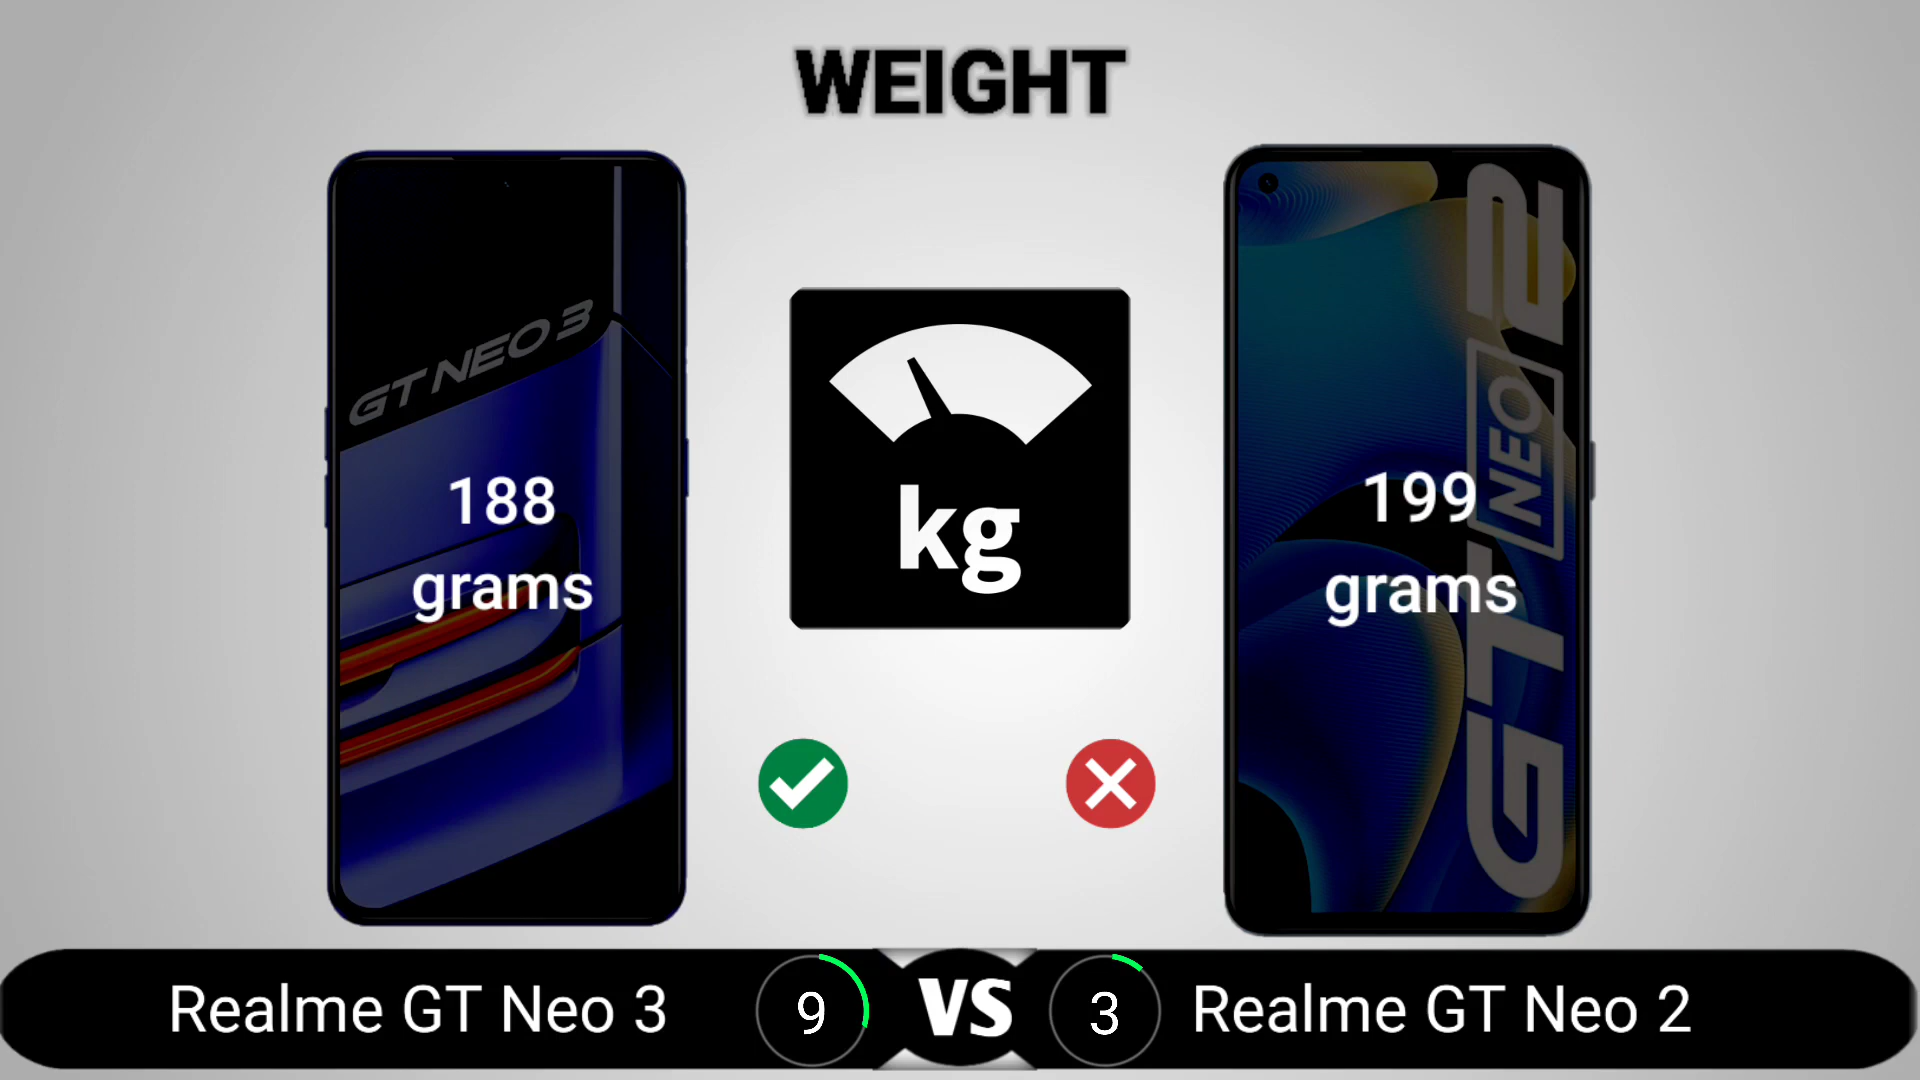 WEIGHT
GT NEO 3
188
grams
kg
GT NEO 2
199
grams
Realme GT Neo 3
9
VS
3
Realme GT Neo 2